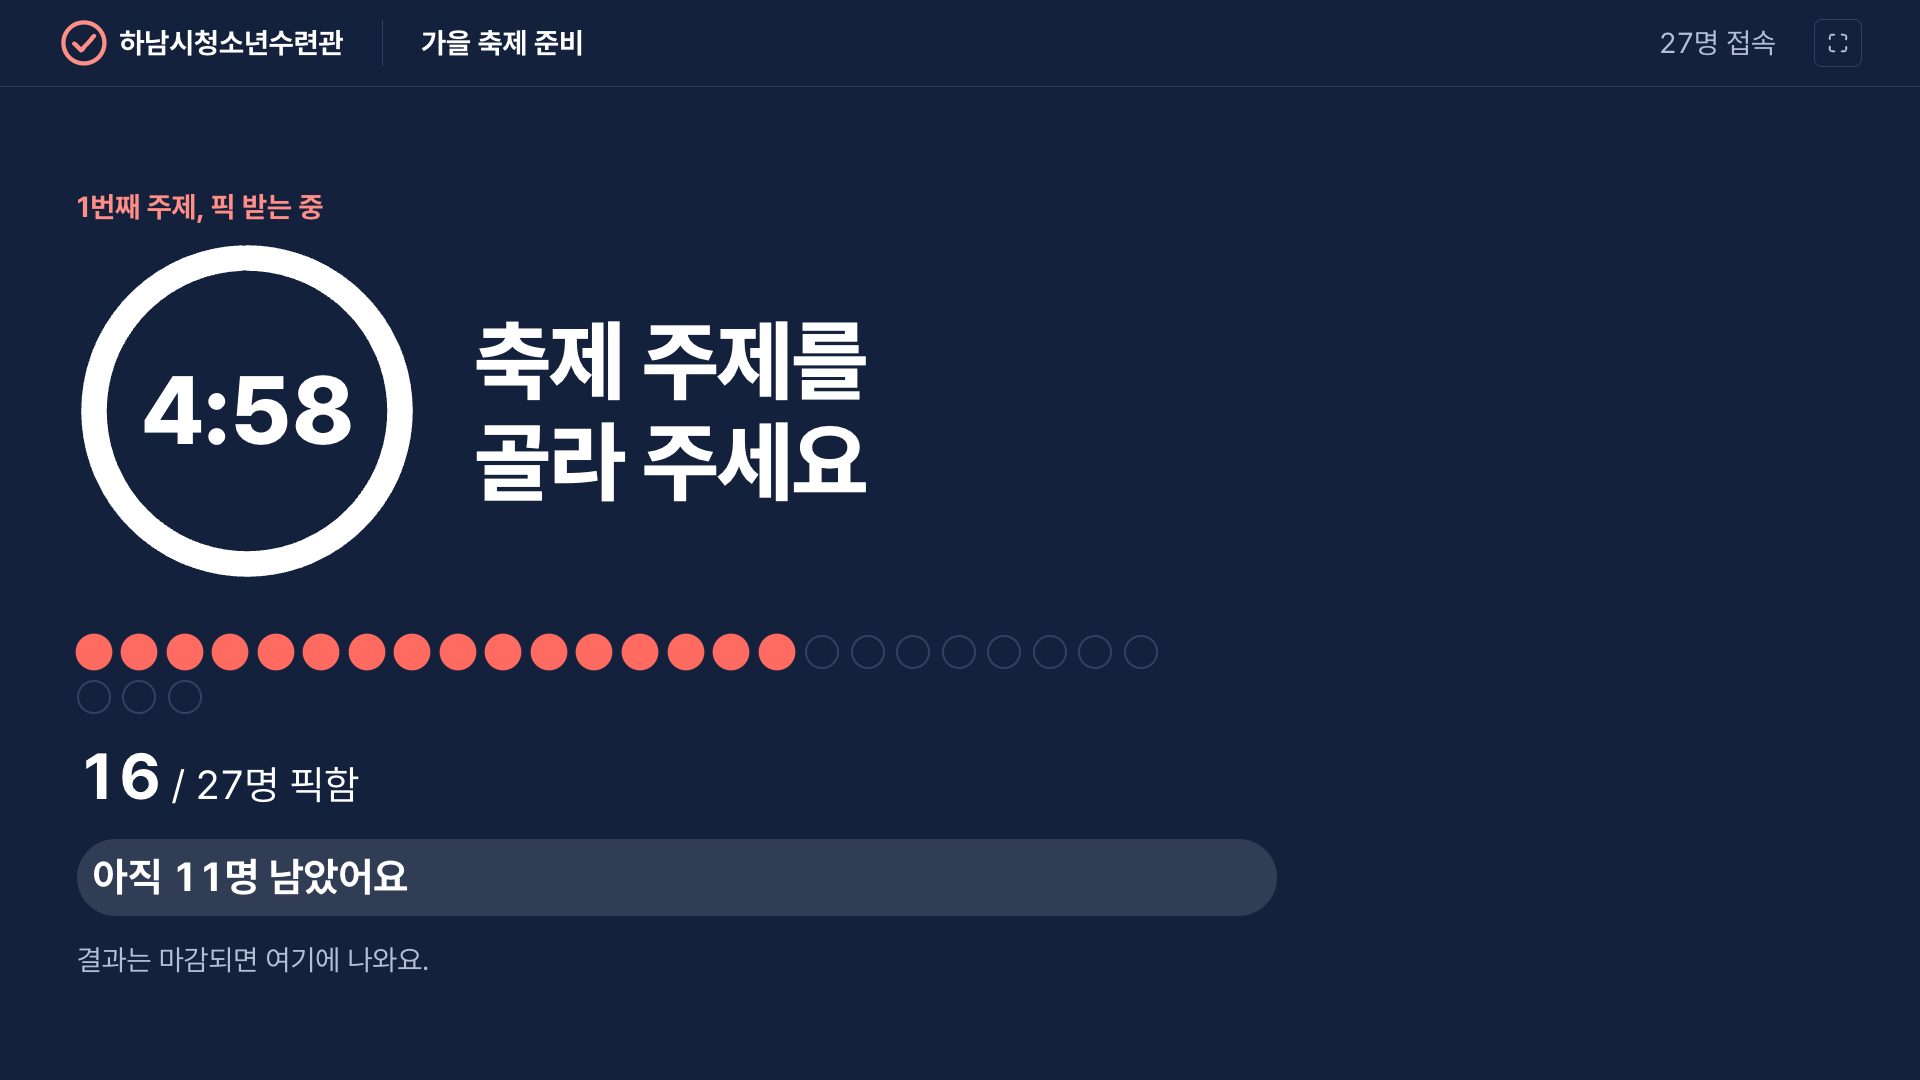 하남시청소년수련관
가을 축제 준비
27명 접속
1번째 주제, 픽 받는 중
4:58
축제 주제를
골라 주세요
16 / 27명 픽함
아직 11명 남았어요
결과는 마감되면 여기에 나와요.